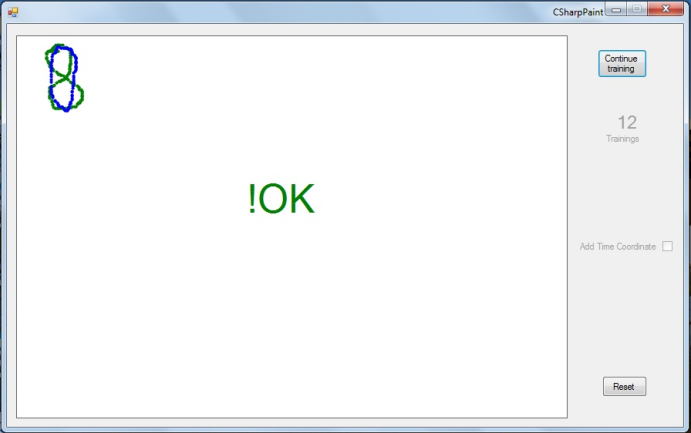 CSharpPaint
Continue
training
12
Trainings
!OK
Add Time Coordinate
Reset